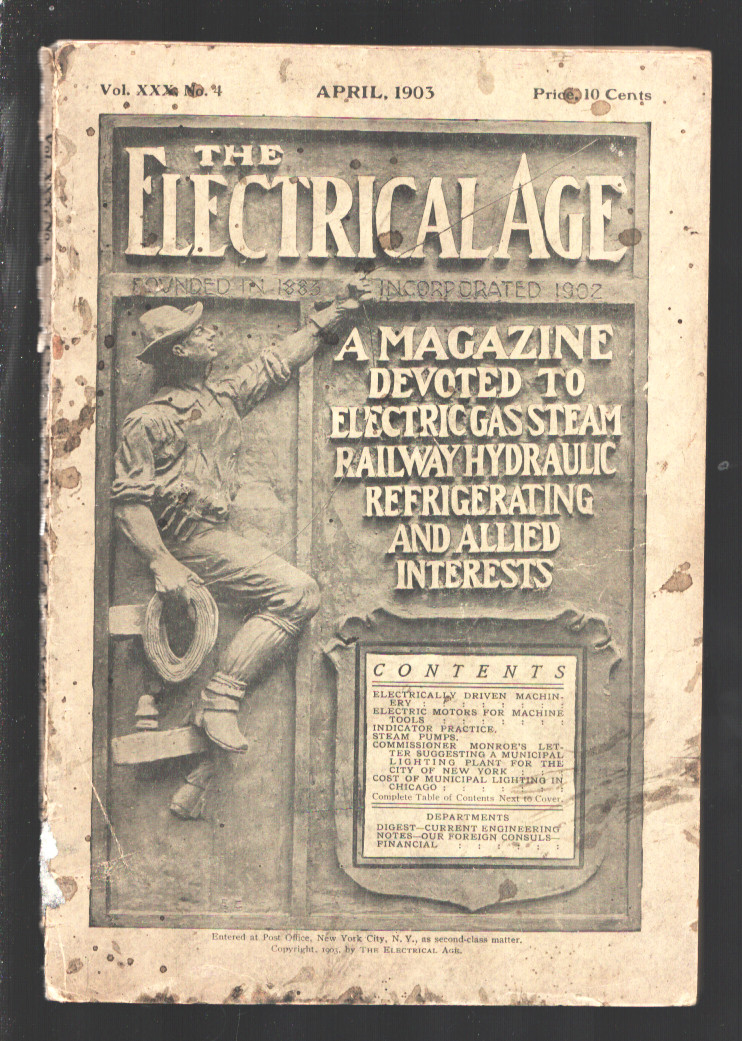 Vol. XXX, No. 4 APRIL, 1903 Price, 10 Cents
THE
ELECTRICAL AGE
FOUNDED IN 1883 INCORPORATED 1902
A MAGAZINE
DEVOTED TO
ELECTRIC GAS STEAM
RAILWAY HYDRAULIC
REFRIGERATING
AND ALLIED
INTERESTS
CONTENTS
ELECTRICALLY DRIVEN MACHIN-
ERY : : : : : : :
ELECTRIC MOTORS FOR MACHINE
TOOLS : : : : : :
INDICATOR PRACTICE.
STEAM PUMPS.
COMMISSIONER MONROE'S LET-
TER SUGGESTING A MUNICIPAL
LIGHTING PLANT FOR THE
CITY OF NEW YORK : : :
COST OF MUNICIPAL LIGHTING IN
CHICAGO : : : : : :
Complete Table of Contents Next to Cover.
DEPARTMENTS
DIGEST—CURRENT ENGINEERING
NOTES—OUR FOREIGN CONSULS—
FINANCIAL : : : : : :
Entered at Post Office, New York City, N. Y., as second-class matter.
Copyright, 1903, by THE ELECTRICAL AGE.